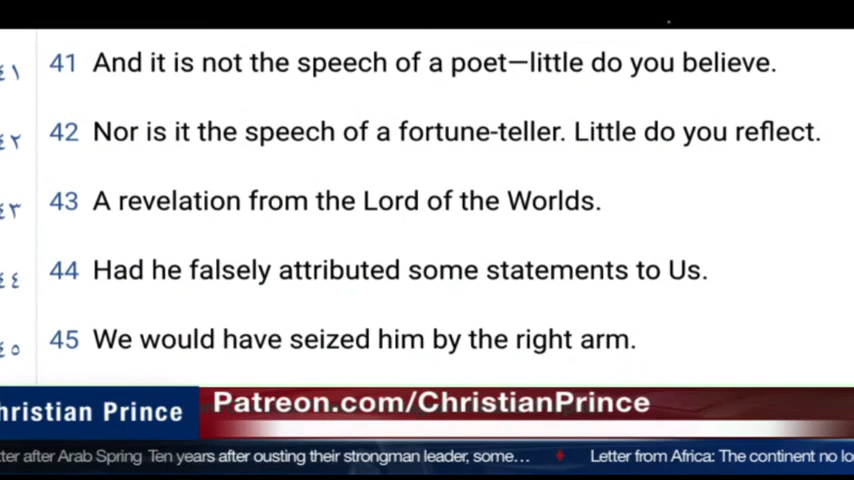 ٤١ 41 And it is not the speech of a poet—little do you believe.
٤٢ 42 Nor is it the speech of a fortune-teller. Little do you reflect.
٤٣ 43 A revelation from the Lord of the Worlds.
٤٤ 44 Had he falsely attributed some statements to Us.
٤٥ 45 We would have seized him by the right arm.
hristian Prince Patreon.com/ChristianPrince
tter after Arab Spring Ten years after ousting their strongman leader, some... Letter from Africa: The continent no lo